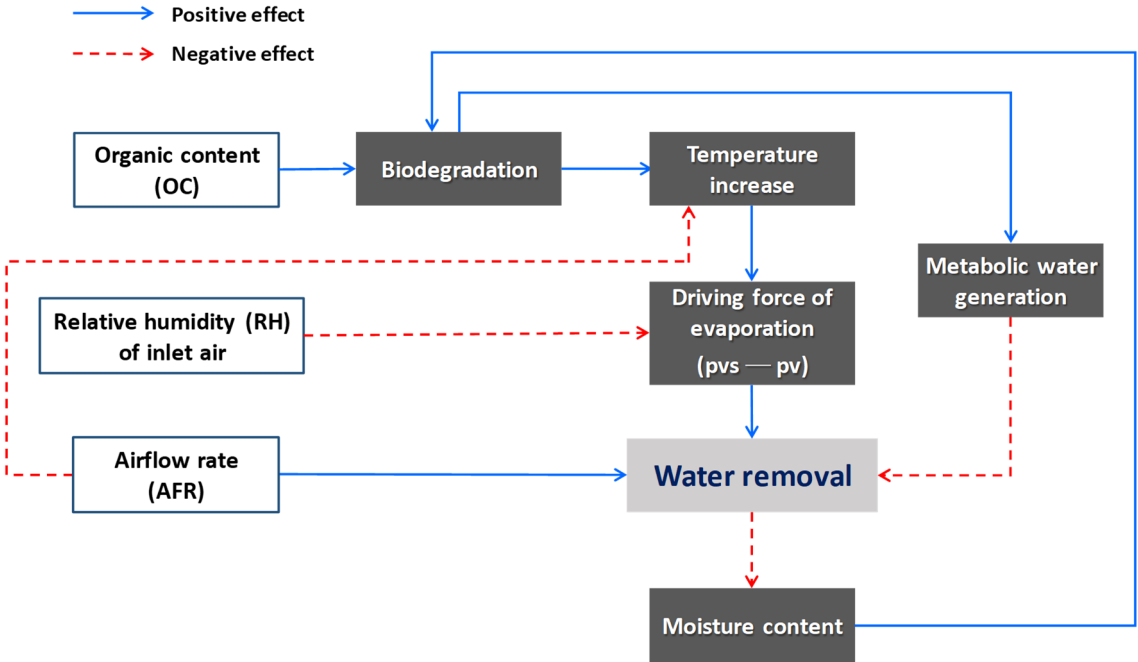 Positive effect
Negative effect
Organic content
(OC)
Biodegradation
Temperature
increase
Metabolic water
generation
Relative humidity (RH)
of inlet air
Driving force of
evaporation
(pvs — pv)
Airflow rate
(AFR)
Water removal
Moisture content